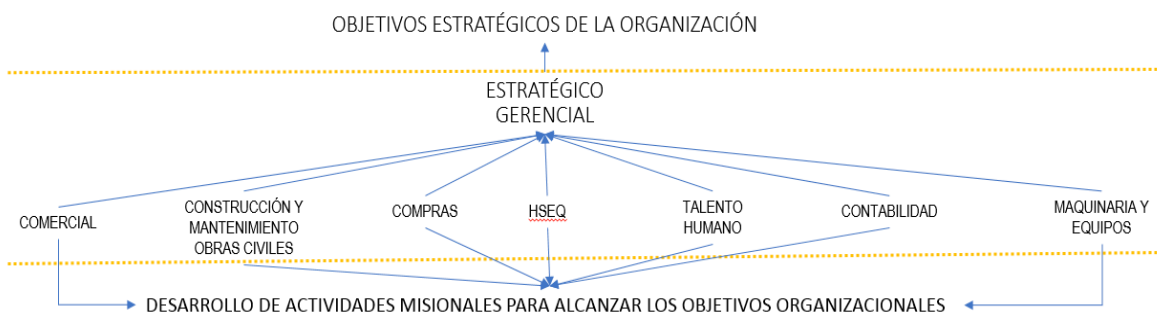 OBJETIVOS ESTRATÉGICOS DE LA ORGANIZACIÓN
ESTRATÉGICO
GERENCIAL
COMERCIAL
CONSTRUCCIÓN Y
MANTENIMIENTO
OBRAS CIVILES
COMPRAS
HSEQ
TALENTO
HUMANO
CONTABILIDAD
MAQUINARIA Y
EQUIPOS
DESARROLLO DE ACTIVIDADES MISIONALES PARA ALCANZAR LOS OBJETIVOS ORGANIZACIONALES